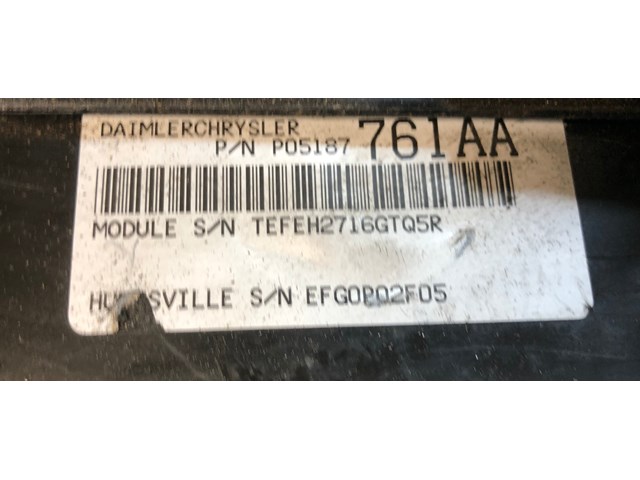 DAIMLERCHRYSLER
P/N P05187 761AA
MODULE S/N TEFEH2716GTQ5R
S/N EFG0P02F05